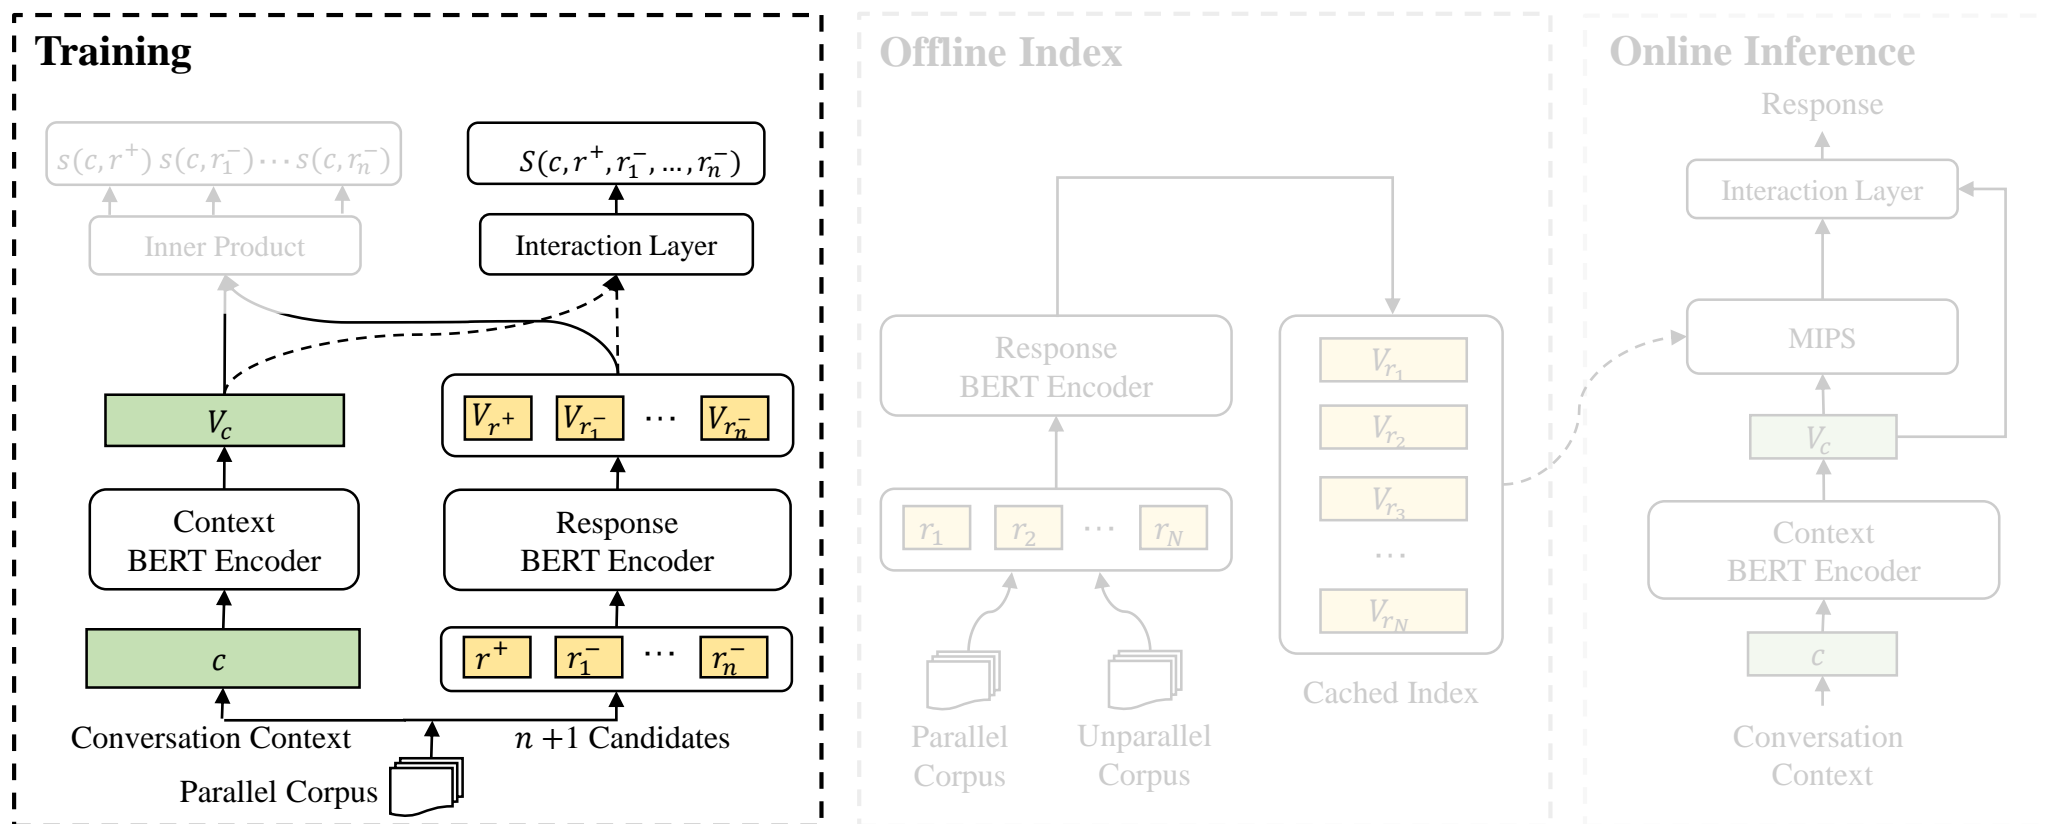 Training
s(c, r⁺) s(c, r₁⁻) ⋯ s(c, rₙ⁻)
S(c, r⁺, r₁⁻, …, rₙ⁻)
Inner Product
Interaction Layer
V_c
V_{r⁺} V_{r₁⁻} ⋯ V_{rₙ⁻}
Context
BERT Encoder
Response
BERT Encoder
c
r⁺ r₁⁻ ⋯ rₙ⁻
Conversation Context
n +1 Candidates
Parallel Corpus
Offline Index
Response
BERT Encoder
r₁ r₂ ⋯ r_N
Parallel
Corpus
Unparallel
Corpus
V_{r₁}
V_{r₂}
V_{r₃}
⋯
V_{r_N}
Cached Index
Online Inference
Response
Interaction Layer
MIPS
V_c
Context
BERT Encoder
c
Conversation
Context